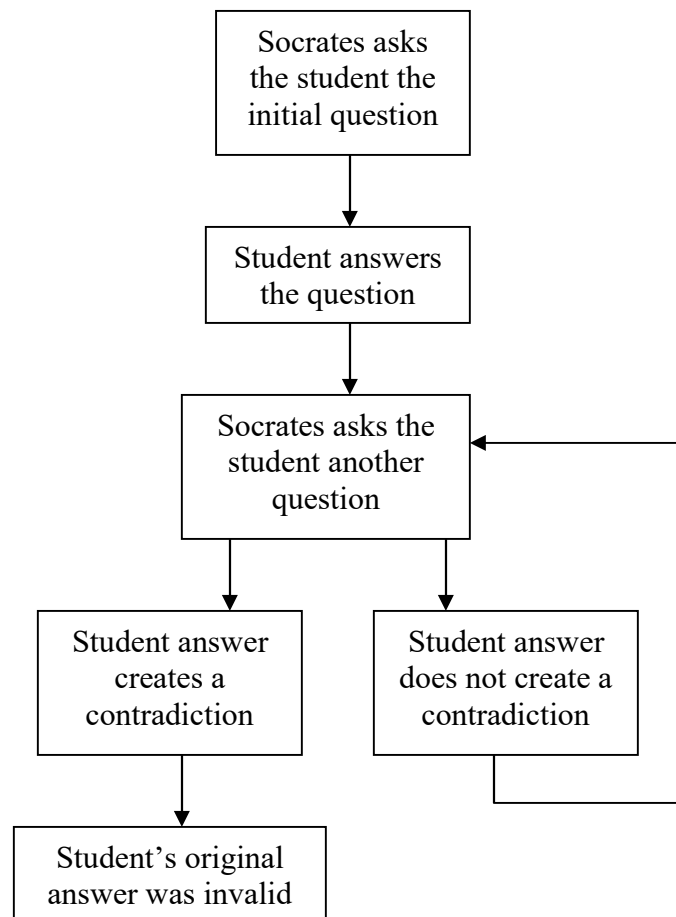 Socrates asks
the student the
initial question
Student answers
the question
Socrates asks the
student another
question
Student answer
creates a
contradiction
Student answer
does not create a
contradiction
Student’s original
answer was invalid